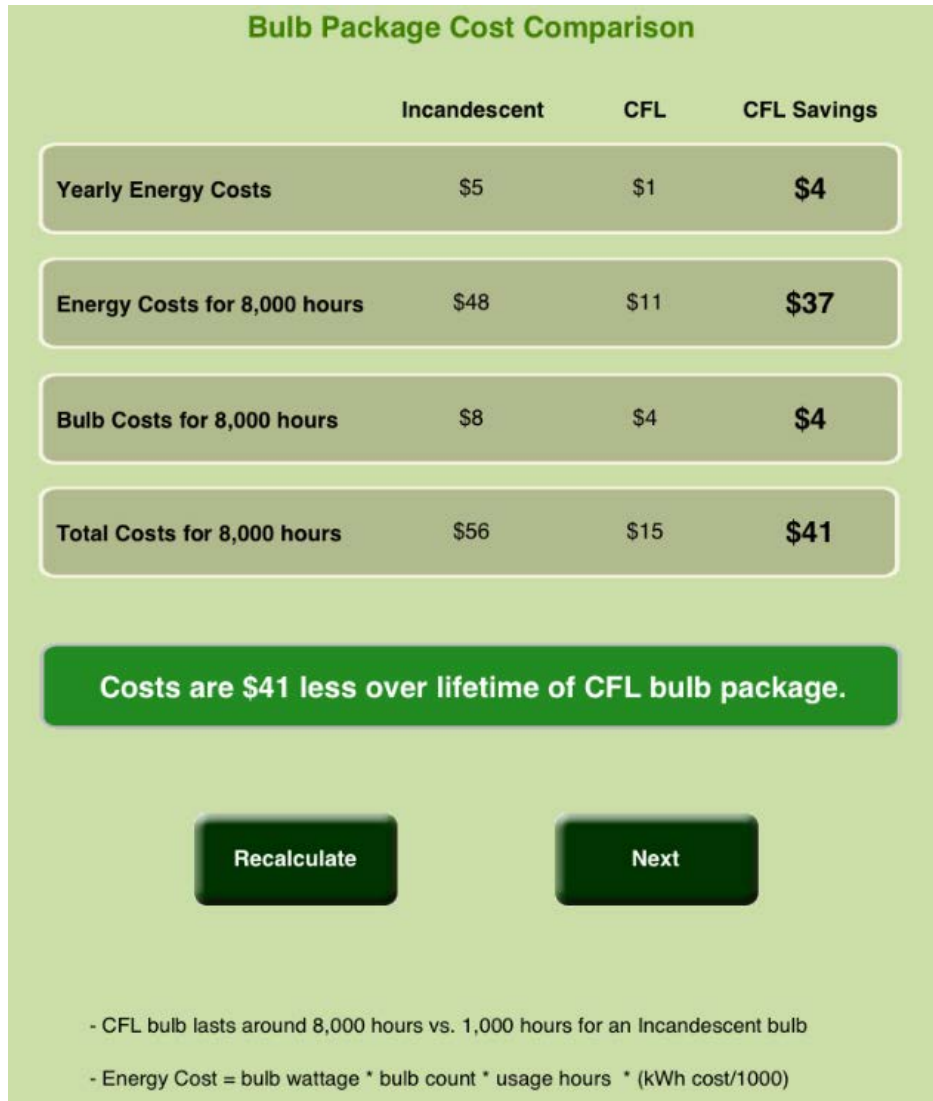 Bulb Package Cost Comparison
Incandescent CFL CFL Savings
Yearly Energy Costs $5 $1 $4
Energy Costs for 8,000 hours $48 $11 $37
Bulb Costs for 8,000 hours $8 $4 $4
Total Costs for 8,000 hours $56 $15 $41
Costs are $41 less over lifetime of CFL bulb package.
Recalculate Next
- CFL bulb lasts around 8,000 hours vs. 1,000 hours for an Incandescent bulb
- Energy Cost = bulb wattage * bulb count * usage hours * (kWh cost/1000)